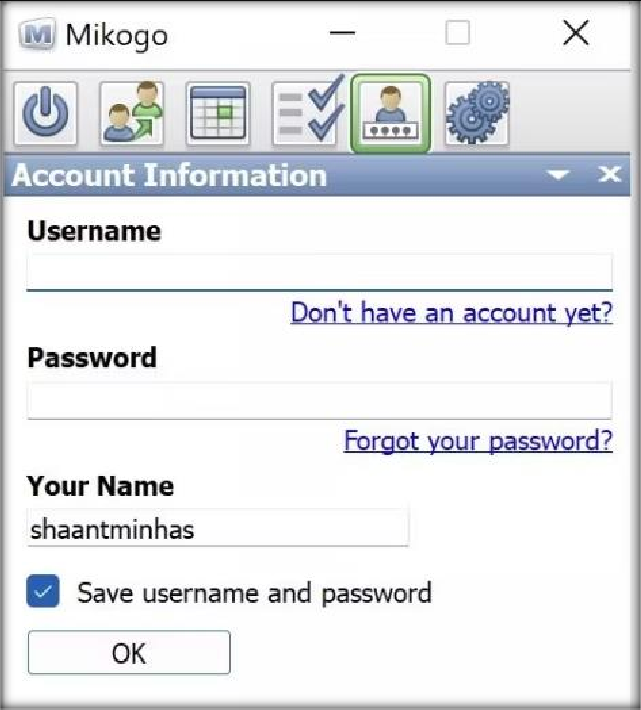 Mikogo
Account Information
Username
Don't have an account yet?
Password
Forgot your password?
Your Name
shaantminhas
Save username and password
OK